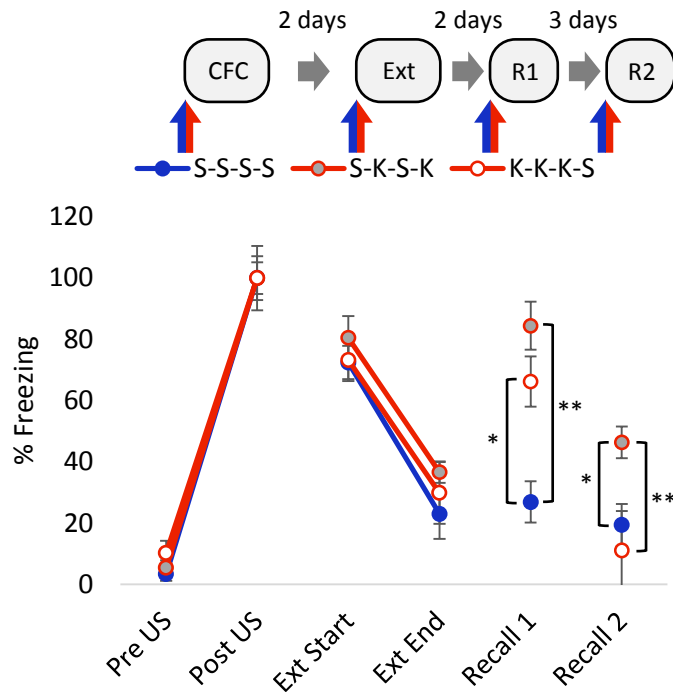 2 days 2 days 3 days
CFC Ext R1 R2
S-S-S-S S-K-S-K K-K-K-S
120
100
80
60
40
20
0
% Freezing
* ** * **
Pre US Post US Ext Start Ext End Recall 1 Recall 2